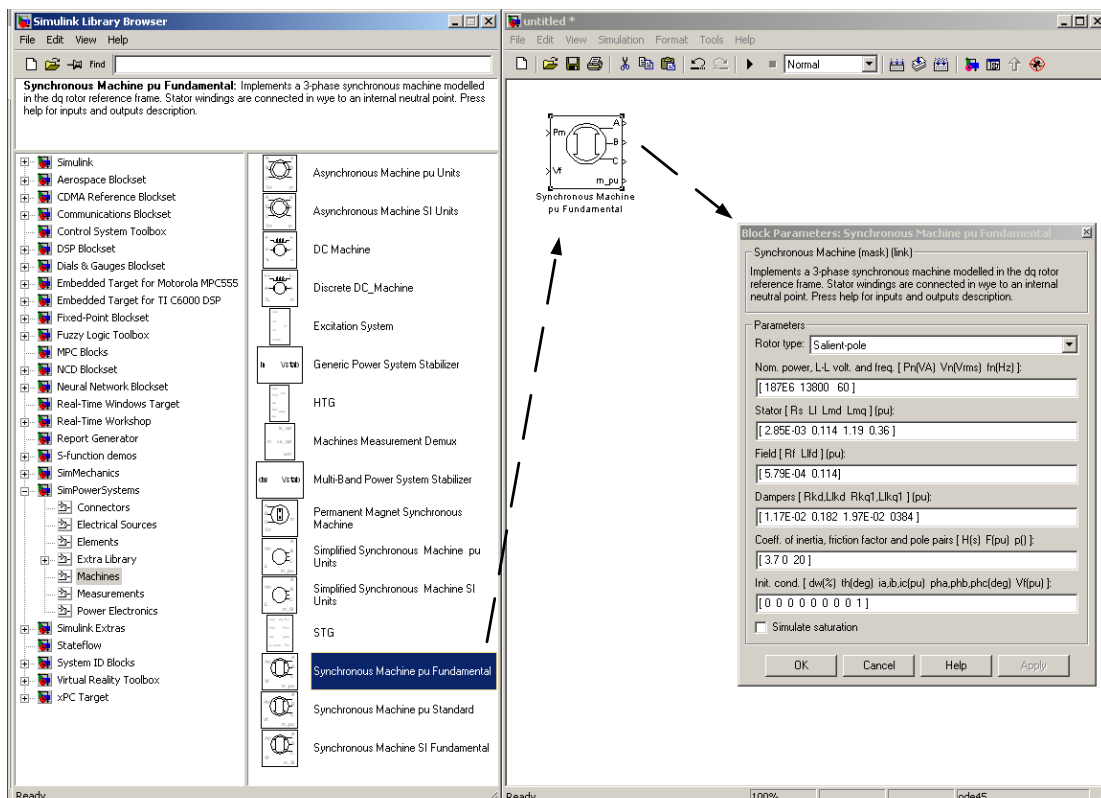 Simulink Library Browser
File Edit View Help
Find
Synchronous Machine pu Fundamental: Implements a 3-phase synchronous machine modelled
in the dq rotor reference frame. Stator windings are connected in wye to an internal neutral point. Press
help for inputs and outputs description.
Simulink
Aerospace Blockset
CDMA Reference Blockset
Communications Blockset
Control System Toolbox
DSP Blockset
Dials & Gauges Blockset
Embedded Target for Motorola MPC555
Embedded Target for TI C6000 DSP
Fixed-Point Blockset
Fuzzy Logic Toolbox
MPC Blocks
NCD Blockset
Neural Network Blockset
Real-Time Windows Target
Real-Time Workshop
Report Generator
S-function demos
SimMechanics
SimPowerSystems
Connectors
Electrical Sources
Elements
Extra Library
Machines
Measurements
Power Electronics
Simulink Extras
Stateflow
System ID Blocks
Virtual Reality Toolbox
xPC Target
Asynchronous Machine pu Units
Asynchronous Machine SI Units
DC Machine
Discrete DC_Machine
Excitation System
Generic Power System Stabilizer
HTG
Machines Measurement Demux
Multi-Band Power System Stabilizer
Permanent Magnet Synchronous
Machine
Simplified Synchronous Machine pu
Units
Simplified Synchronous Machine SI
Units
STG
Synchronous Machine pu Fundamental
Synchronous Machine pu Standard
Synchronous Machine SI Fundamental
Ready
untitled *
File Edit View Simulation Format Tools Help
Normal
Pm
Vf
A
B
C
m_pu
Synchronous Machine
pu Fundamental
Block Parameters: Synchronous Machine pu Fundamental
Synchronous Machine (mask) (link)
Implements a 3-phase synchronous machine modelled in the dq rotor
reference frame. Stator windings are connected in wye to an internal
neutral point. Press help for inputs and outputs description.
Parameters
Rotor type: Salient-pole
Nom. power, L-L volt. and freq. [ Pn(VA) Vn(Vrms) fn(Hz) ]:
[ 187E6 13800 60 ]
Stator [ Rs Ll Lmd Lmq ] (pu):
[ 2.85E-03 0.114 1.19 0.36 ]
Field [ Rf Llfd ] (pu):
[ 5.79E-04 0.114]
Dampers [ Rkd,Llkd Rkq1,Llkq1 ] (pu):
[ 1.17E-02 0.182 1.97E-02 0384 ]
Coeff. of inertia, friction factor and pole pairs [ H(s) F(pu) p() ]:
[ 3.7 0 20 ]
Init. cond. [ dw(%) th(deg) ia,ib,ic(pu) pha,phb,phc(deg) Vf(pu) ]:
[ 0 0 0 0 0 0 0 0 1 ]
Simulate saturation
OK Cancel Help Apply
Ready 100% ode45